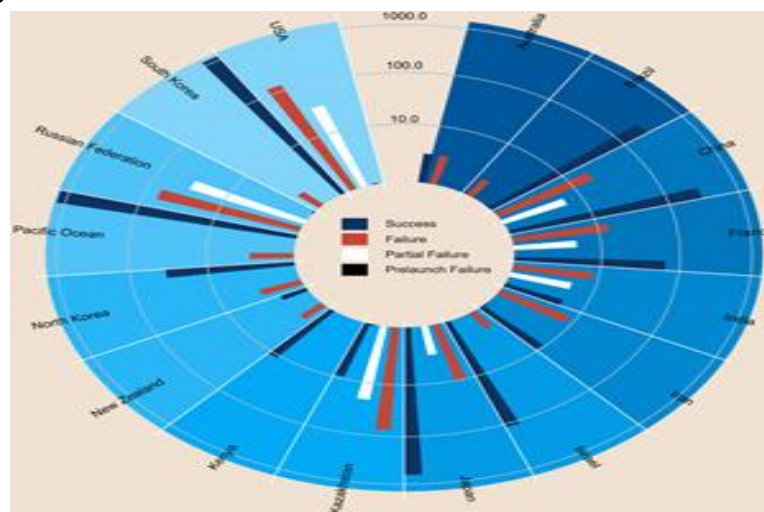 1000.0
100.0
10.0
USA
Australia
South Korea
Brazil
Russian Federation
China
Pacific Ocean
France
Success
Failure
Partial Failure
Prelaunch Failure
North Korea
India
New Zealand
Iran
Kenya
Israel
Kazakhstan
Japan